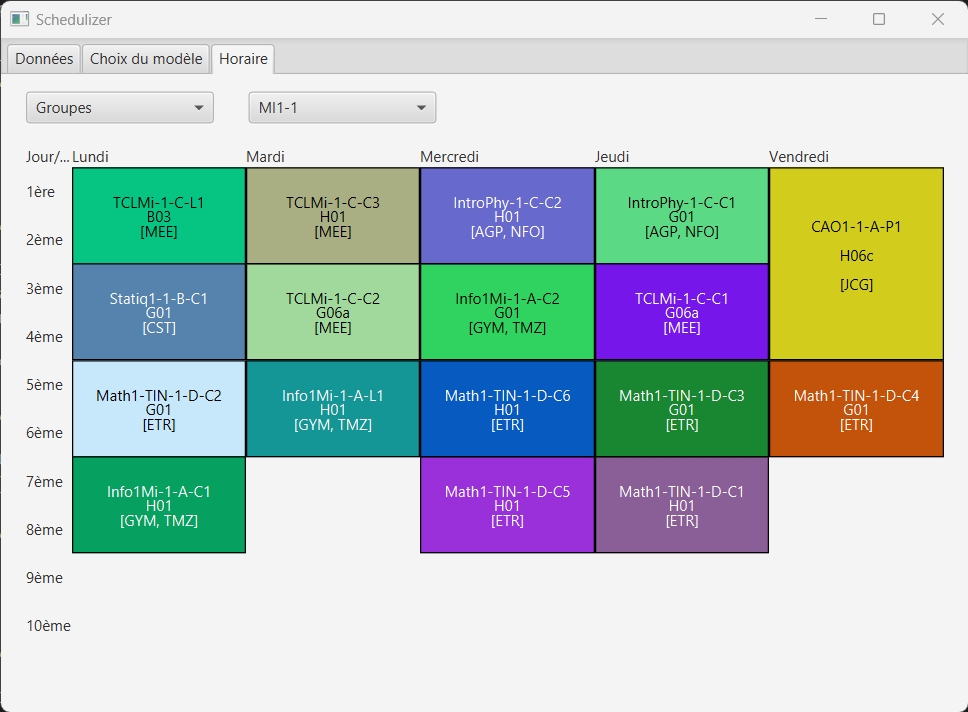 Schedulizer
Données
Choix du modèle
Horaire
Groupes
MI1-1
Jour/... Lundi Mardi Mercredi Jeudi Vendredi
1ère
2ème
3ème
4ème
5ème
6ème
7ème
8ème
9ème
10ème
TCLMi-1-C-L1
B03
[MEE]
Statiq1-1-B-C1
G01
[CST]
Math1-TIN-1-D-C2
G01
[ETR]
Info1Mi-1-A-C1
H01
[GYM, TMZ]
TCLMi-1-C-C3
H01
[MEE]
TCLMi-1-C-C2
G06a
[MEE]
Info1Mi-1-A-L1
H01
[GYM, TMZ]
IntroPhy-1-C-C2
H01
[AGP, NFO]
Info1Mi-1-A-C2
G01
[GYM, TMZ]
Math1-TIN-1-D-C6
H01
[ETR]
Math1-TIN-1-D-C5
H01
[ETR]
IntroPhy-1-C-C1
G01
[AGP, NFO]
TCLMi-1-C-C1
G06a
[MEE]
Math1-TIN-1-D-C3
G01
[ETR]
Math1-TIN-1-D-C1
H01
[ETR]
CAO1-1-A-P1
H06c
[JCG]
Math1-TIN-1-D-C4
G01
[ETR]